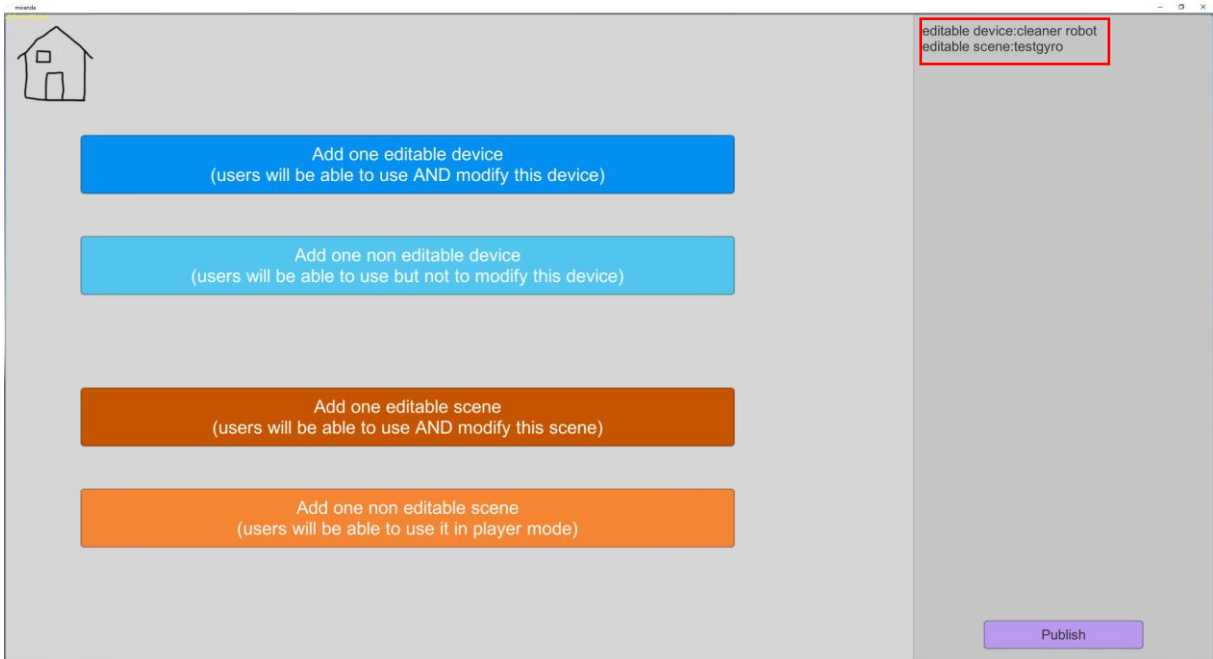 miranda
editable device:cleaner robot
editable scene:testgyro
Add one editable device
(users will be able to use AND modify this device)
Add one non editable device
(users will be able to use but not to modify this device)
Add one editable scene
(users will be able to use AND modify this scene)
Add one non editable scene
(users will be able to use it in player mode)
Publish